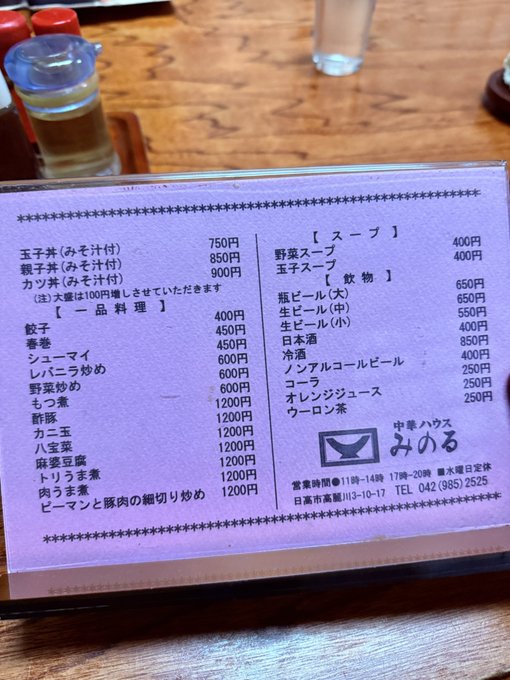 **********************************************
玉子丼(みそ汁付) 750円
親子丼(みそ汁付) 850円
カツ丼(みそ汁付) 900円
(注)大盛は100円増しさせていただきます
【 一 品 料 理 】
餃子 400円
春巻 450円
シューマイ 450円
レバニラ炒め 600円
野菜炒め 600円
もつ煮 600円
酢豚 1200円
カニ玉 1200円
八宝菜 1200円
麻婆豆腐 1200円
トリうま煮 1200円
肉うま煮 1200円
ピーマンと豚肉の細切り炒め 1200円
【 ス ー プ 】
野菜スープ 400円
玉子スープ 400円
【 飲 物 】
瓶ビール(大) 650円
生ビール(中) 650円
生ビール(小) 550円
日本酒 400円
冷酒 850円
ノンアルコールビール 400円
コーラ 250円
オレンジジュース 250円
ウーロン茶 250円
中華ハウス
みのる
営業時間●11時-14時 17時-20時 ■水曜日定休
日高市高麗川3-10-17 TEL 042(985)2525
**********************************************